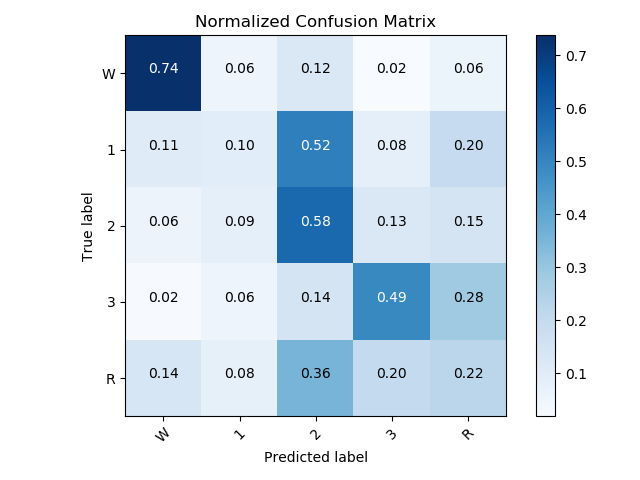 Normalized Confusion Matrix
W 0.74 0.06 0.12 0.02 0.06
1 0.11 0.10 0.52 0.08 0.20
2 0.06 0.09 0.58 0.13 0.15
3 0.02 0.06 0.14 0.49 0.28
R 0.14 0.08 0.36 0.20 0.22
W 1 2 3 R
True label
Predicted label
0.7
0.6
0.5
0.4
0.3
0.2
0.1